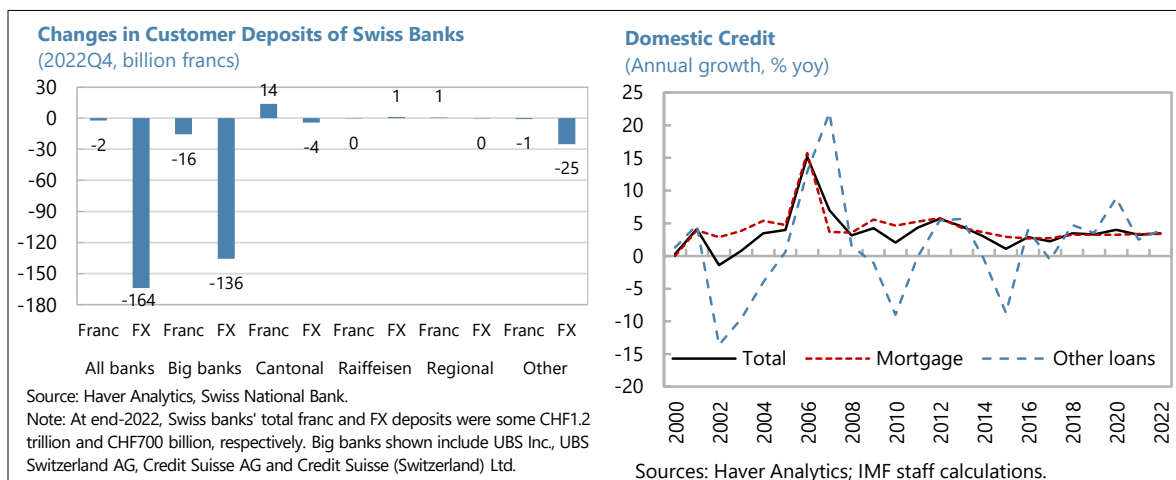 Changes in Customer Deposits of Swiss Banks
(2022Q4, billion francs)
30
0
-30
-60
-90
-120
-150
-180
-2
-164
-16
-136
14
-4
0
1
1
0
-1
-25
Franc FX Franc FX Franc FX Franc FX Franc FX Franc FX
All banks Big banks Cantonal Raiffeisen Regional Other
Source: Haver Analytics, Swiss National Bank.
Note: At end-2022, Swiss banks' total franc and FX deposits were some CHF1.2
trillion and CHF700 billion, respectively. Big banks shown include UBS Inc., UBS
Switzerland AG, Credit Suisse AG and Credit Suisse (Switzerland) Ltd.
Domestic Credit
(Annual growth, % yoy)
25
20
15
10
5
0
-5
-10
-15
-20
Total Mortgage Other loans
2000 2002 2004 2006 2008 2010 2012 2014 2016 2018 2020 2022
Sources: Haver Analytics; IMF staff calculations.